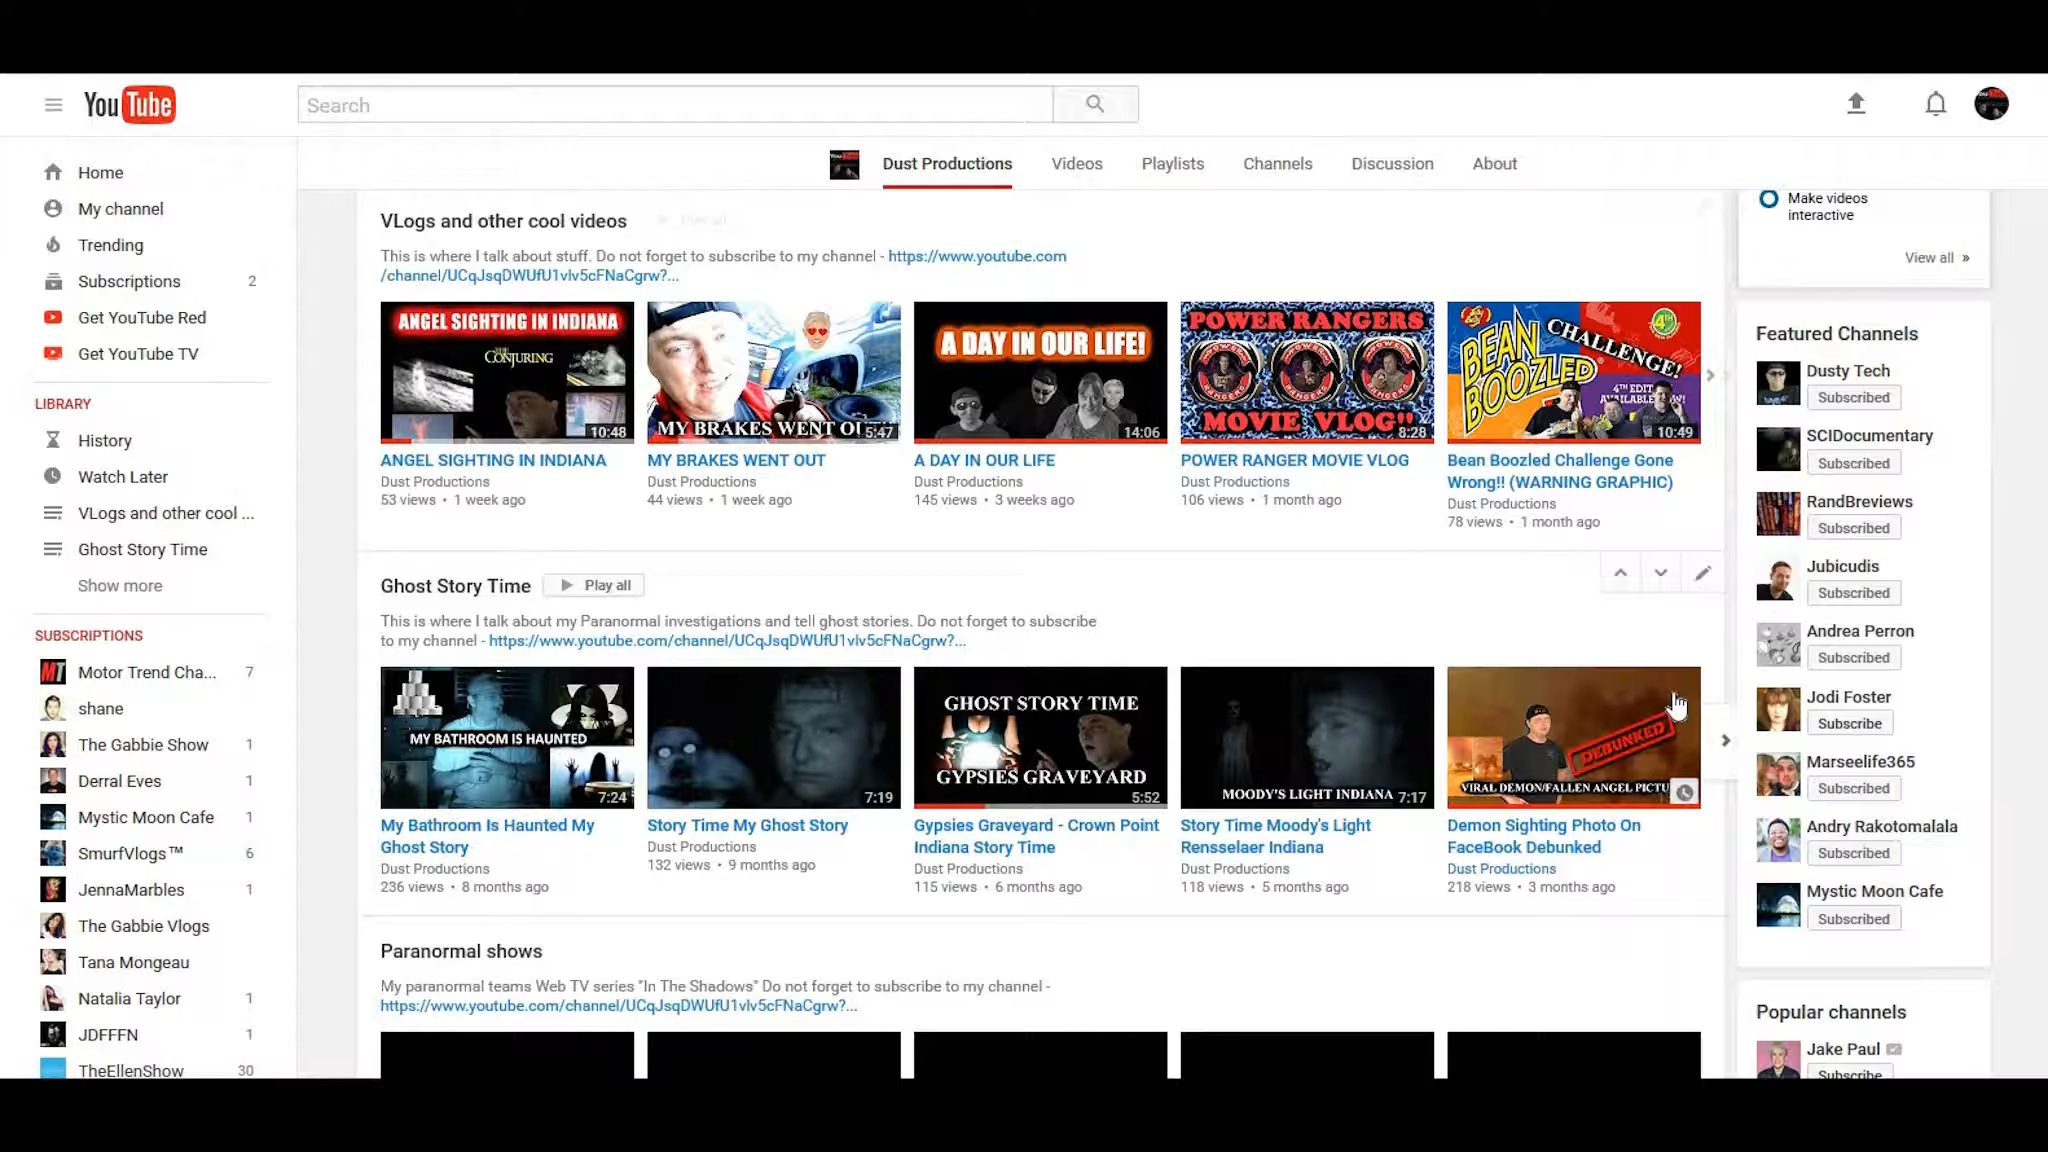 YouTube
Search
Home
My channel
Trending
Subscriptions 2
Get YouTube Red
Get YouTube TV
LIBRARY
History
Watch Later
VLogs and other cool ...
Ghost Story Time
Show more
SUBSCRIPTIONS
Motor Trend Cha... 7
shane
The Gabbie Show 1
Derral Eves 1
Mystic Moon Cafe 1
SmurfVlogs™ 6
JennaMarbles 1
The Gabbie Vlogs
Tana Mongeau
Natalia Taylor 1
JDFFFN 1
TheEllenShow 30
Dust Productions Videos Playlists Channels Discussion About
VLogs and other cool videos
This is where I talk about stuff. Do not forget to subscribe to my channel - https://www.youtube.com
/channel/UCqJsqDWUfU1vlv5cFNaCgrw?...
ANGEL SIGHTING IN INDIANA
THE
CONJURING
10:48
ANGEL SIGHTING IN INDIANA
Dust Productions
53 views • 1 week ago
MY BRAKES WENT
5:47
MY BRAKES WENT OUT
Dust Productions
44 views • 1 week ago
A DAY IN OUR LIFE!
14:06
A DAY IN OUR LIFE
Dust Productions
145 views • 3 weeks ago
POWER RANGERS
MOVIE VLOG!!
8:28
POWER RANGER MOVIE VLOG
Dust Productions
106 views • 1 month ago
BEAN
BOOZLED
CHALLENGE!
4TH
10:49
Bean Boozled Challenge Gone
Wrong!! (WARNING GRAPHIC)
Dust Productions
78 views • 1 month ago
Ghost Story Time Play all
This is where I talk about my Paranormal investigations and tell ghost stories. Do not forget to subscribe
to my channel - https://www.youtube.com/channel/UCqJsqDWUfU1vlv5cFNaCgrw?...
MY BATHROOM IS HAUNTED
7:24
My Bathroom Is Haunted My
Ghost Story
Dust Productions
236 views • 8 months ago
7:19
Story Time My Ghost Story
Dust Productions
132 views • 9 months ago
GHOST STORY TIME
GYPSIES GRAVEYARD
5:52
Gypsies Graveyard - Crown Point
Indiana Story Time
Dust Productions
115 views • 6 months ago
MOODY'S LIGHT INDIANA 7:17
Story Time Moody's Light
Rensselaer Indiana
Dust Productions
118 views • 5 months ago
DEBUNKED
VIRAL DEMON/FALLEN ANGEL PICTU
Demon Sighting Photo On
FaceBook Debunked
Dust Productions
218 views • 3 months ago
Paranormal shows
My paranormal teams Web TV series "In The Shadows" Do not forget to subscribe to my channel -
https://www.youtube.com/channel/UCqJsqDWUfU1vlv5cFNaCgrw?...
Make videos
interactive
View all »
Featured Channels
Dusty Tech
Subscribed
SCIDocumentary
Subscribed
RandBreviews
Subscribed
Jubicudis
Subscribed
Andrea Perron
Subscribed
Jodi Foster
Subscribe
Marseelife365
Subscribed
Andry Rakotomalala
Subscribed
Mystic Moon Cafe
Subscribed
Popular channels
Jake Paul
Subscribe